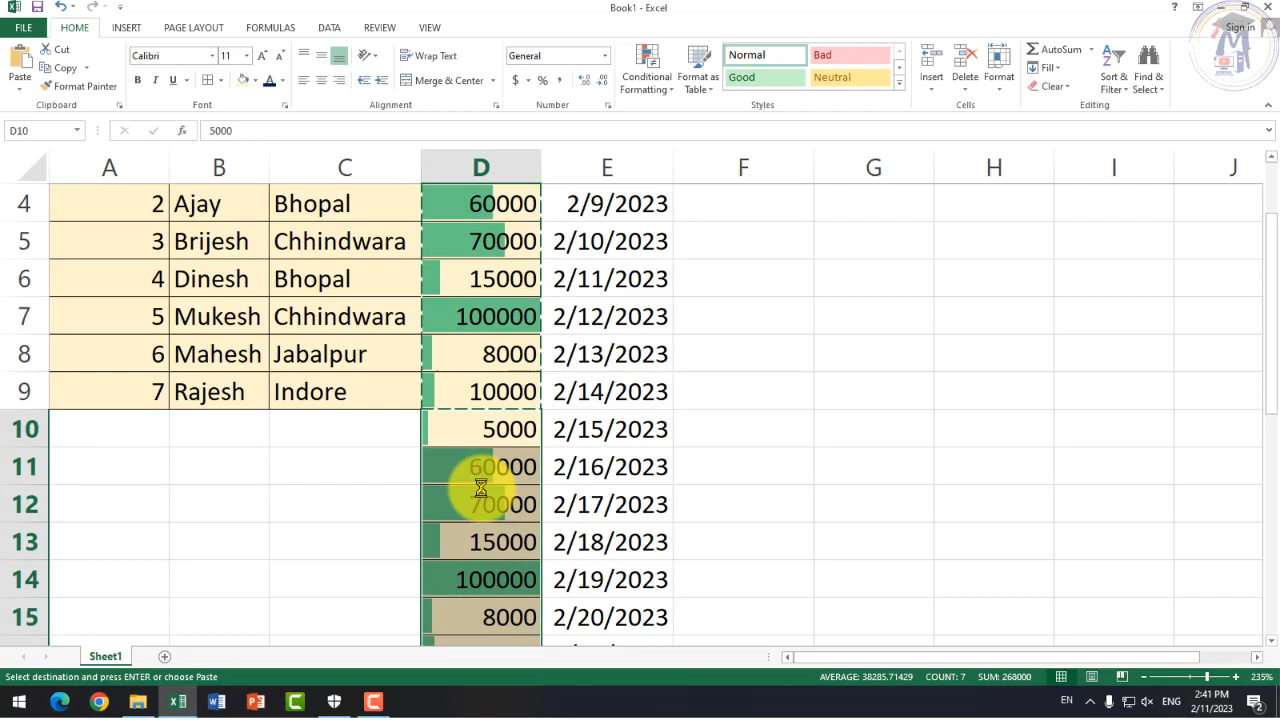 Book1 - Excel
Sign in
FILE HOME INSERT PAGE LAYOUT FORMULAS DATA REVIEW VIEW
Cut
Copy
Format Painter
Paste
Clipboard
Calibri 11
B I U
Font
Wrap Text
Merge & Center
Alignment
General
$ % ,
Number
Conditional Formatting
Format as Table
Normal Bad
Good Neutral
Styles
Insert Delete Format
Cells
AutoSum
Fill
Clear
Sort & Filter
Find & Select
Editing
D10 fx 5000
A B C D E F G H I J
4 2 Ajay Bhopal 60000 2/9/2023
5 3 Brijesh Chhindwara 70000 2/10/2023
6 4 Dinesh Bhopal 15000 2/11/2023
7 5 Mukesh Chhindwara 100000 2/12/2023
8 6 Mahesh Jabalpur 8000 2/13/2023
9 7 Rajesh Indore 10000 2/14/2023
10 5000 2/15/2023
11 60000 2/16/2023
12 70000 2/17/2023
13 15000 2/18/2023
14 100000 2/19/2023
15 8000 2/20/2023
Sheet1
Select destination and press ENTER or choose Paste AVERAGE: 38285.71429 COUNT: 7 SUM: 268000 235%
EN ENG 2:41 PM
2/11/2023